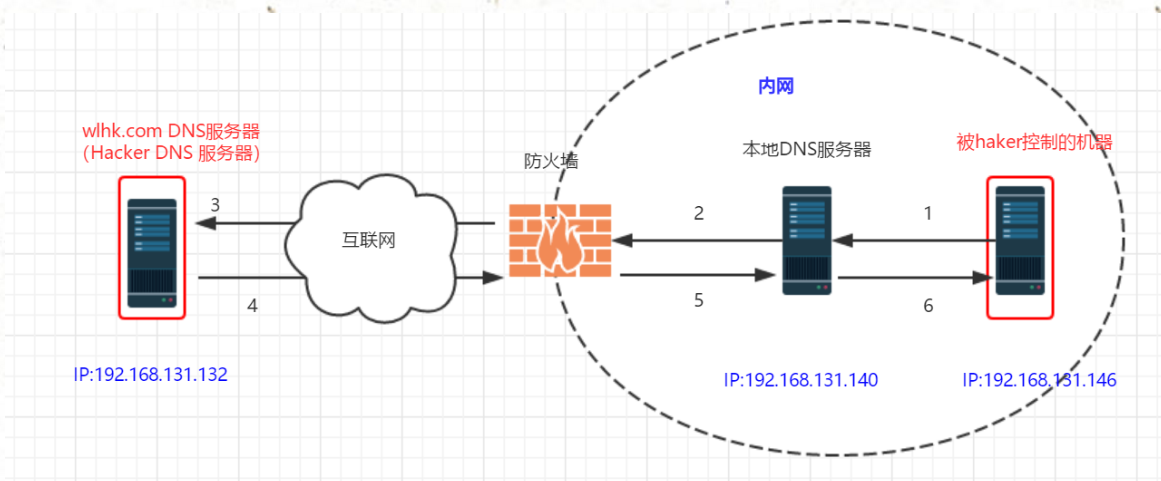 内网
wlhk.com DNS服务器
(Hacker DNS 服务器)
防火墙
本地DNS服务器
被haker控制的机器
3
互联网
2
1
4
5
6
IP:192.168.131.132
IP:192.168.131.140
IP:192.168.131.146